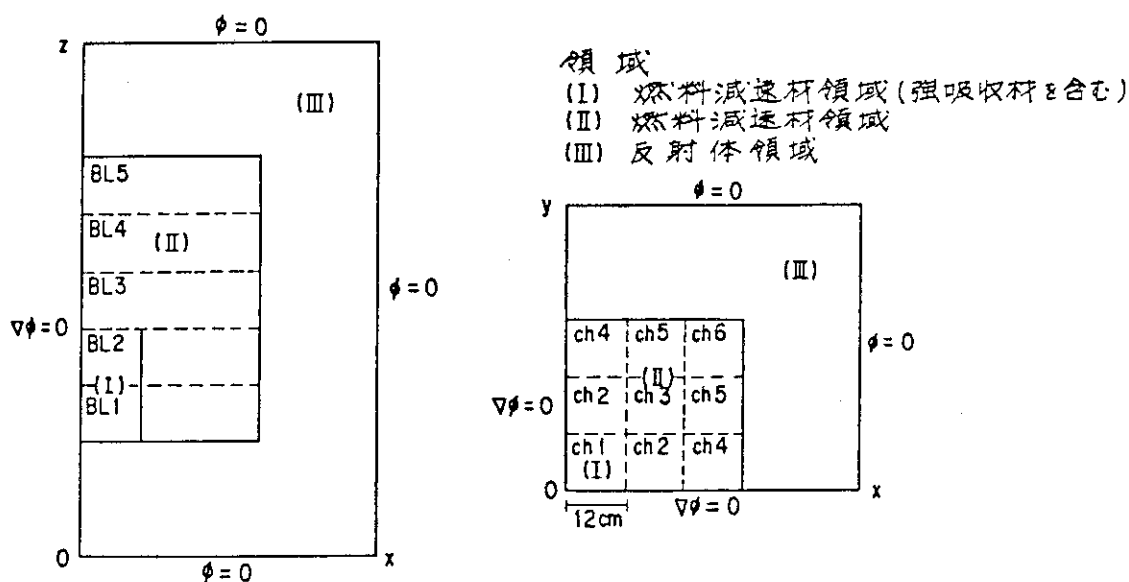 φ = 0
z
(Ⅲ)
BL5
BL4
(Ⅱ)
BL3
φ = 0
∇φ = 0
BL2
(Ⅰ)
BL1
0
x
φ = 0
領域
(Ⅰ) 燃料減速材領域(強吸収材を含む)
(Ⅱ) 燃料減速材領域
(Ⅲ) 反射体領域
φ = 0
y
(Ⅲ)
ch4 ch5 ch6
φ = 0
(Ⅱ)
∇φ = 0
ch2 ch3 ch5
ch1 ch2 ch4
(Ⅰ)
0
x
∇φ = 0
12cm